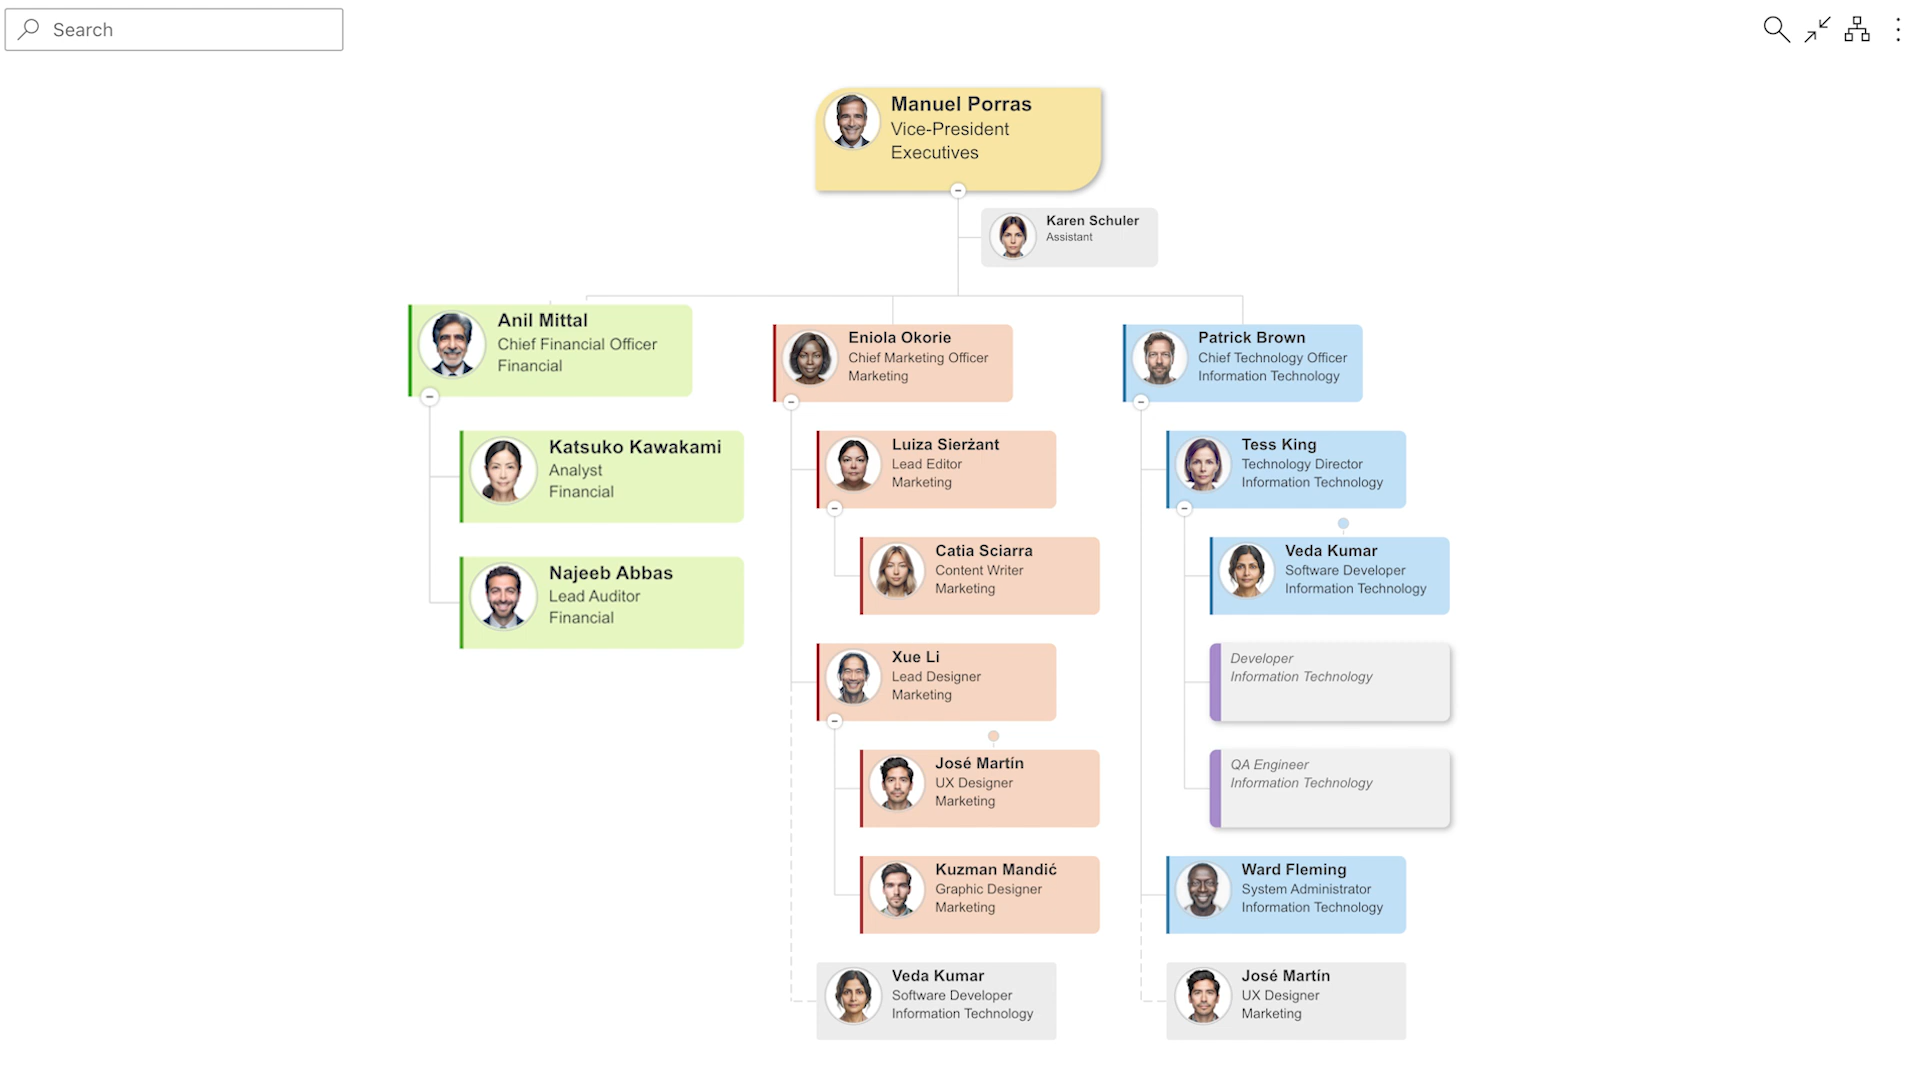 Search
Manuel Porras
Vice-President
Executives
Karen Schuler
Assistant
Anil Mittal
Chief Financial Officer
Financial
Katsuko Kawakami
Analyst
Financial
Najeeb Abbas
Lead Auditor
Financial
Eniola Okorie
Chief Marketing Officer
Marketing
Luiza Sierżant
Lead Editor
Marketing
Catia Sciarra
Content Writer
Marketing
Xue Li
Lead Designer
Marketing
José Martín
UX Designer
Marketing
Kuzman Mandić
Graphic Designer
Marketing
Veda Kumar
Software Developer
Information Technology
Patrick Brown
Chief Technology Officer
Information Technology
Tess King
Technology Director
Information Technology
Veda Kumar
Software Developer
Information Technology
Developer
Information Technology
QA Engineer
Information Technology
Ward Fleming
System Administrator
Information Technology
José Martín
UX Designer
Marketing